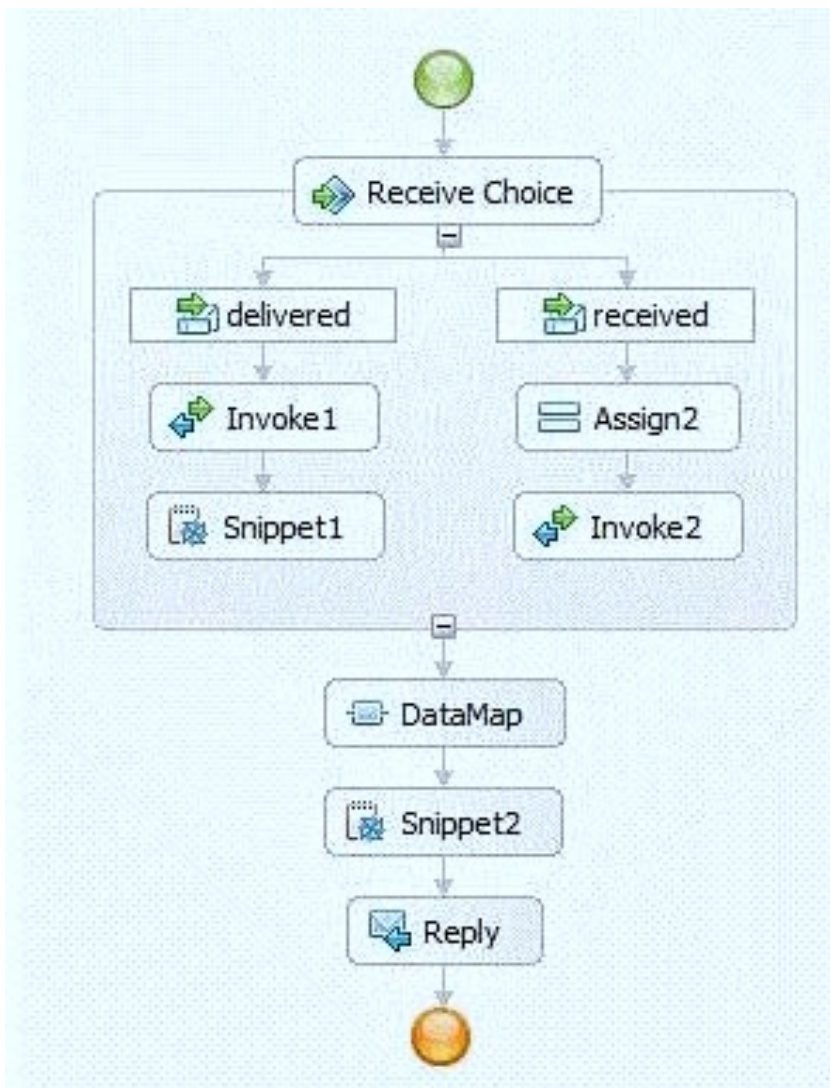 Receive Choice
delivered
received
Invoke1
Assign2
Snippet1
Invoke2
DataMap
Snippet2
Reply